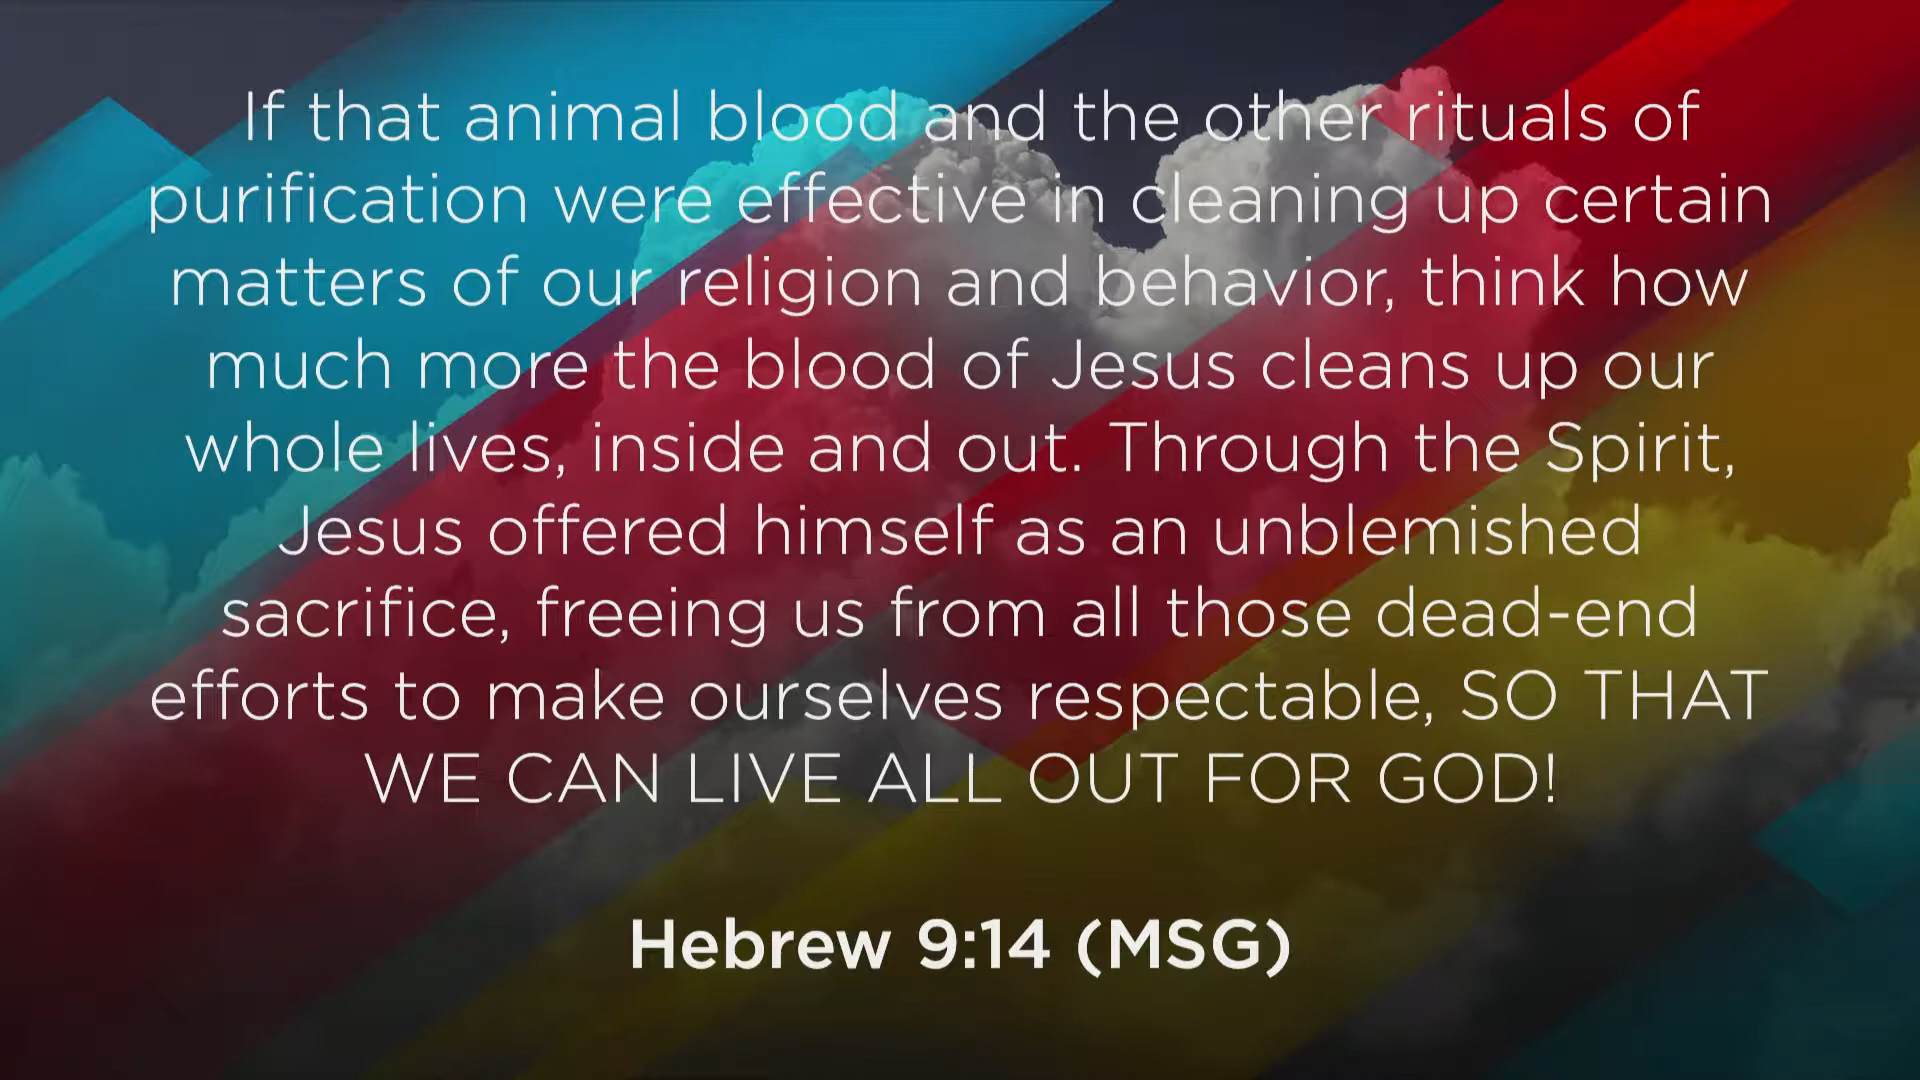 If that animal blood and the other rituals of
purification were effective in cleaning up certain
matters of our religion and behavior, think how
much more the blood of Jesus cleans up our
whole lives, inside and out. Through the Spirit,
Jesus offered himself as an unblemished
sacrifice, freeing us from all those dead-end
efforts to make ourselves respectable, SO THAT
WE CAN LIVE ALL OUT FOR GOD!
Hebrew 9:14 (MSG)